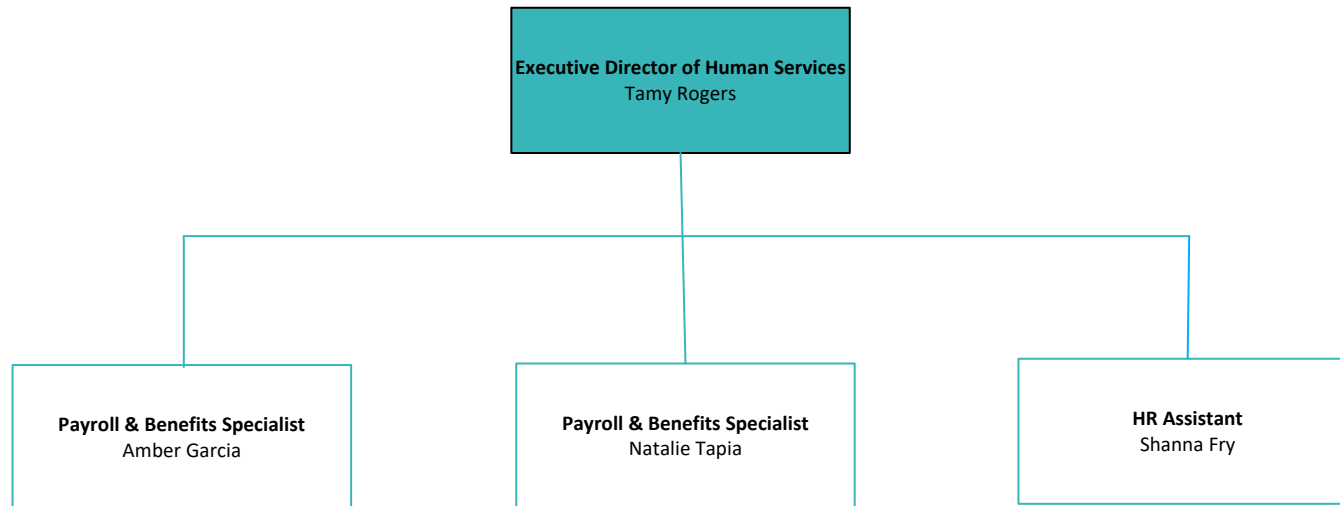 Executive Director of Human Services
Tamy Rogers
Payroll & Benefits Specialist
Amber Garcia
Payroll & Benefits Specialist
Natalie Tapia
HR Assistant
Shanna Fry